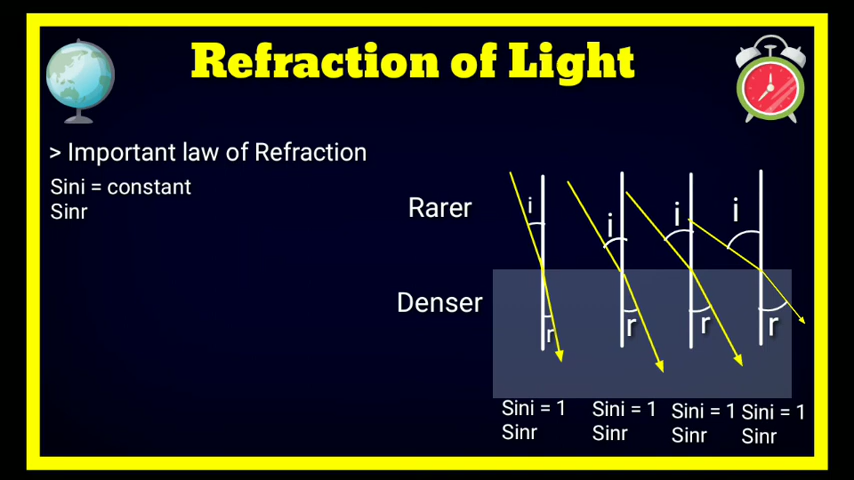 Refraction of Light
> Important law of Refraction
Sini = constant
Sinr
Rarer
i i i i
Denser
r r r r
Sini = 1 Sini = 1 Sini = 1 Sini = 1
Sinr Sinr Sinr Sinr